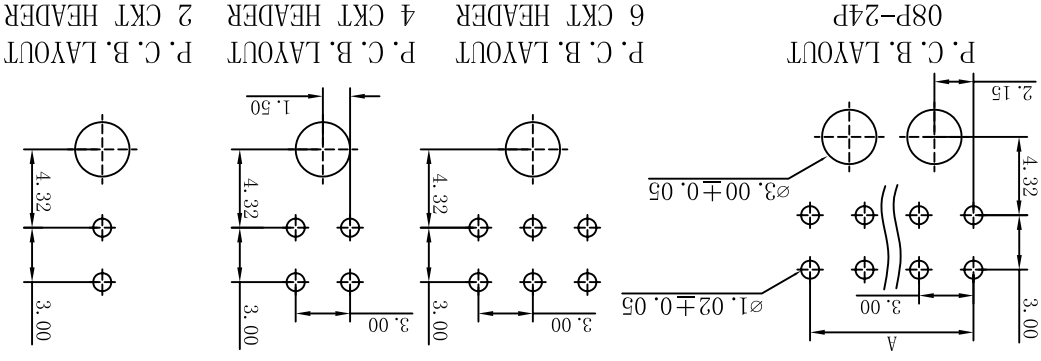 A
3.00
3.00
ø1.02±0.05
ø3.00±0.05
4.32
2.15
P. C. B. LAYOUT
08P-24P
3.00
3.00
4.32
P. C. B. LAYOUT
6 CKT HEADER
3.00
3.00
4.32
1.50
P. C. B. LAYOUT
4 CKT HEADER
3.00
4.32
P. C. B. LAYOUT
2 CKT HEADER